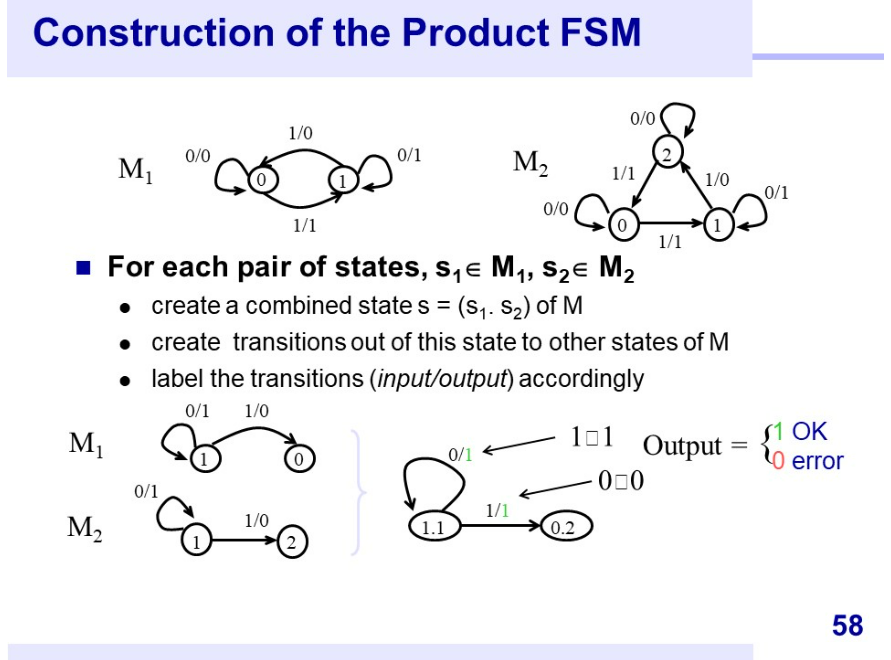 Construction of the Product FSM
M1
0/0
1/0
0/1
0
1
1/1
M2
0/0
2
1/1
1/0
0/0
0/1
0
1
1/1
For each pair of states, s1∈ M1, s2∈ M2
create a combined state s = (s1. s2) of M
create transitions out of this state to other states of M
label the transitions (input/output) accordingly
M1
0/1
1/0
1
0
M2
0/1
1/0
1
2
0/1
1/1
1.1
0.2
1□1
0□0
Output = {1 OK
0 error
58